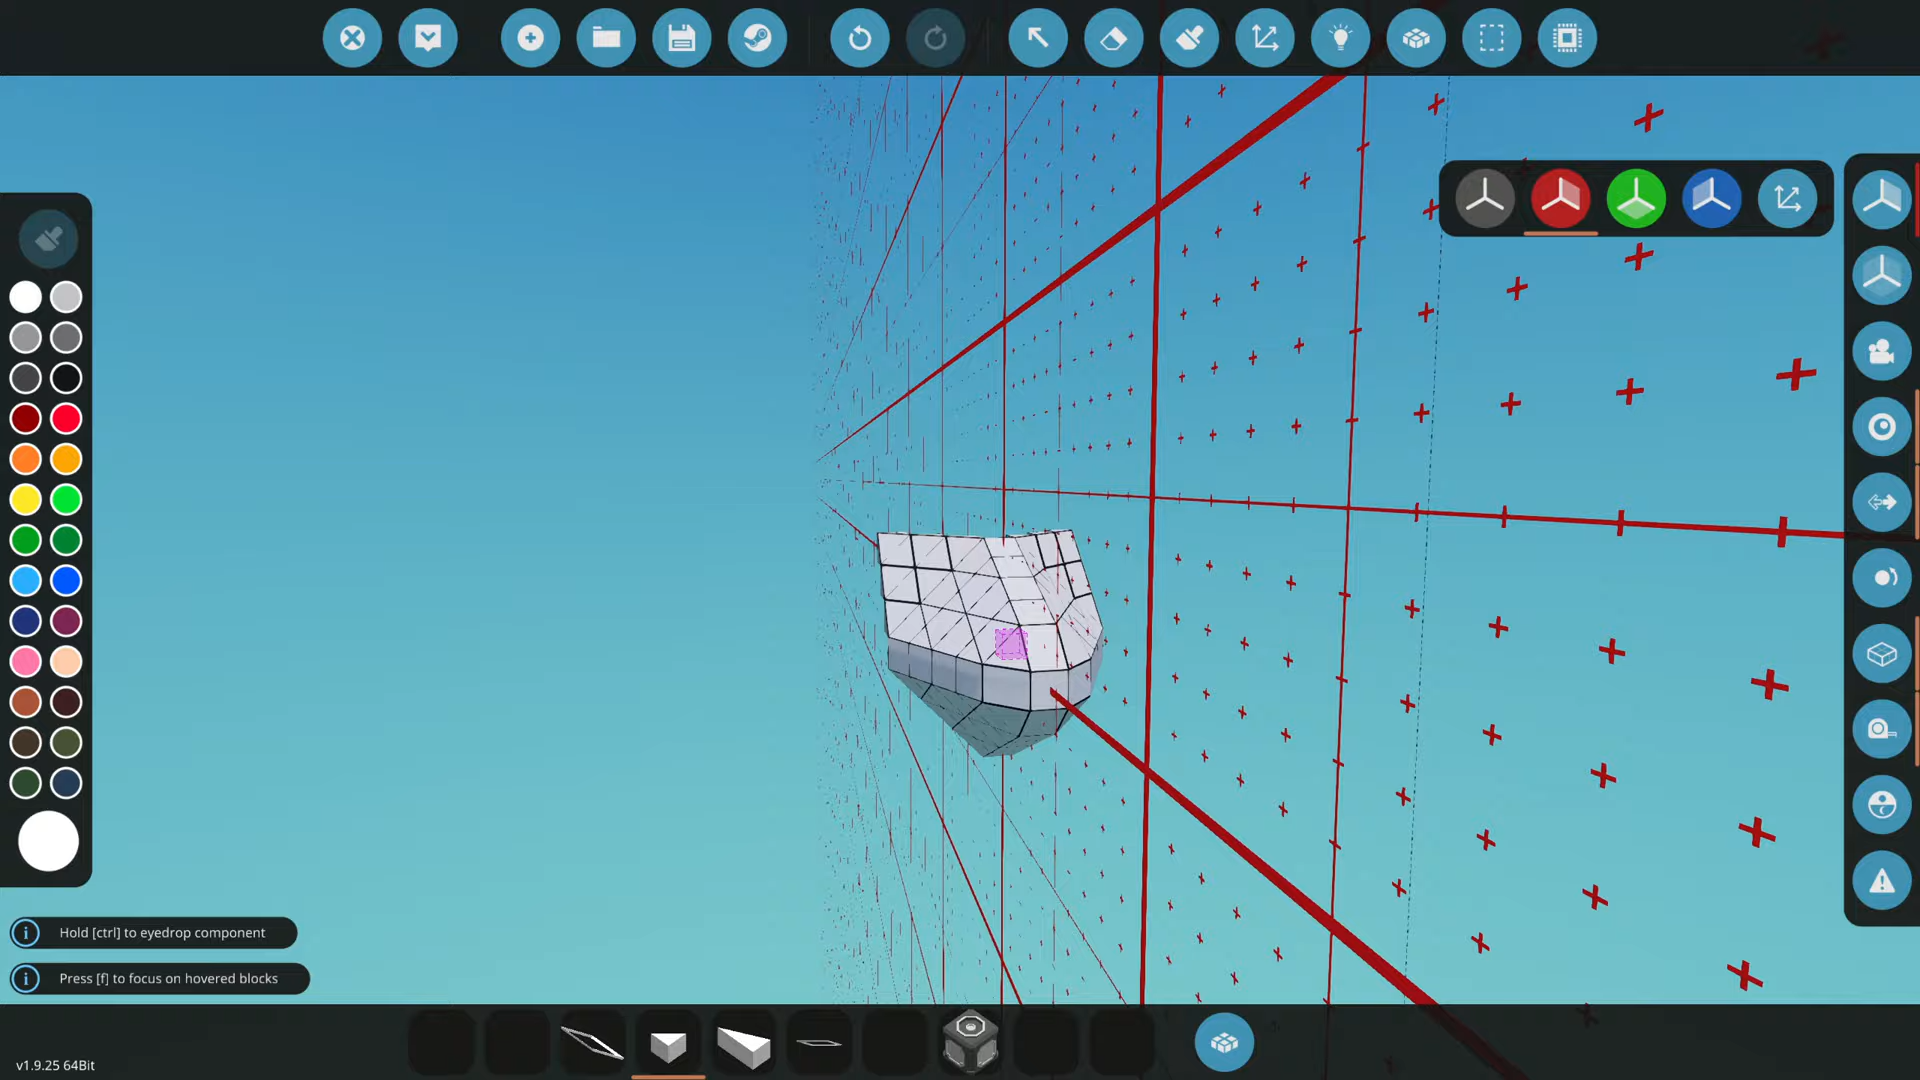 Hold [ctrl] to eyedrop component
Press [f] to focus on hovered blocks
v1.9.25 64Bit